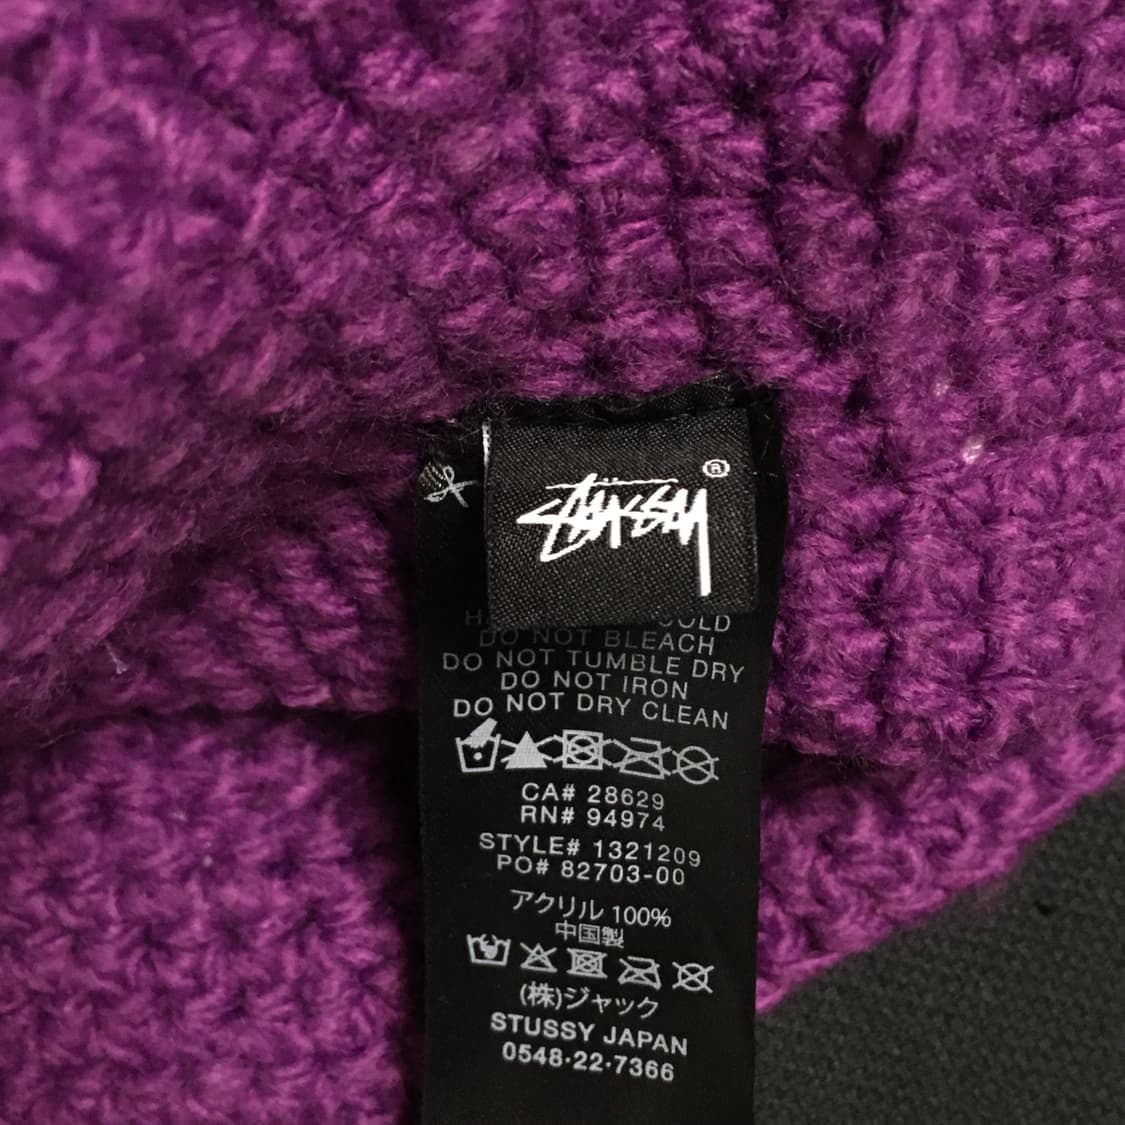 STÜSSY ®
COLD
DO NOT BLEACH
DO NOT TUMBLE DRY
DO NOT IRON
DO NOT DRY CLEAN
CA# 28629
RN# 94974
STYLE# 1321209
PO# 82703-00
アクリル 100%
中国製
(株)ジャック
STUSSY JAPAN
0548·22·7366